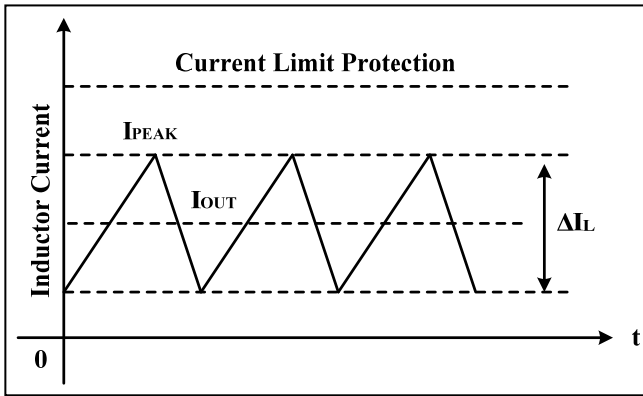 Current Limit Protection
IPEAK
IOUT
ΔIL
Inductor Current
0
t